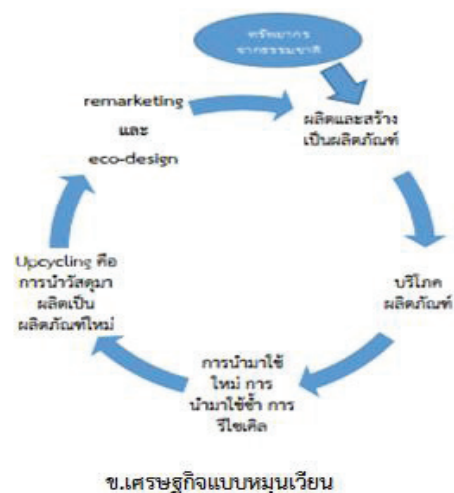 ทรัพยากร
จากธรรมชาติ
ผลิตและสร้าง
เป็นผลิตภัณฑ์
บริโภค
ผลิตภัณฑ์
การนำมาใช้
ใหม่ การ
นำมาใช้ซ้ำ การ
รีไซเคิล
Upcycling คือ
การนำวัสดุมา
ผลิตเป็น
ผลิตภัณฑ์ใหม่
remarketing
และ
eco-design
ข.เศรษฐกิจแบบหมุนเวียน